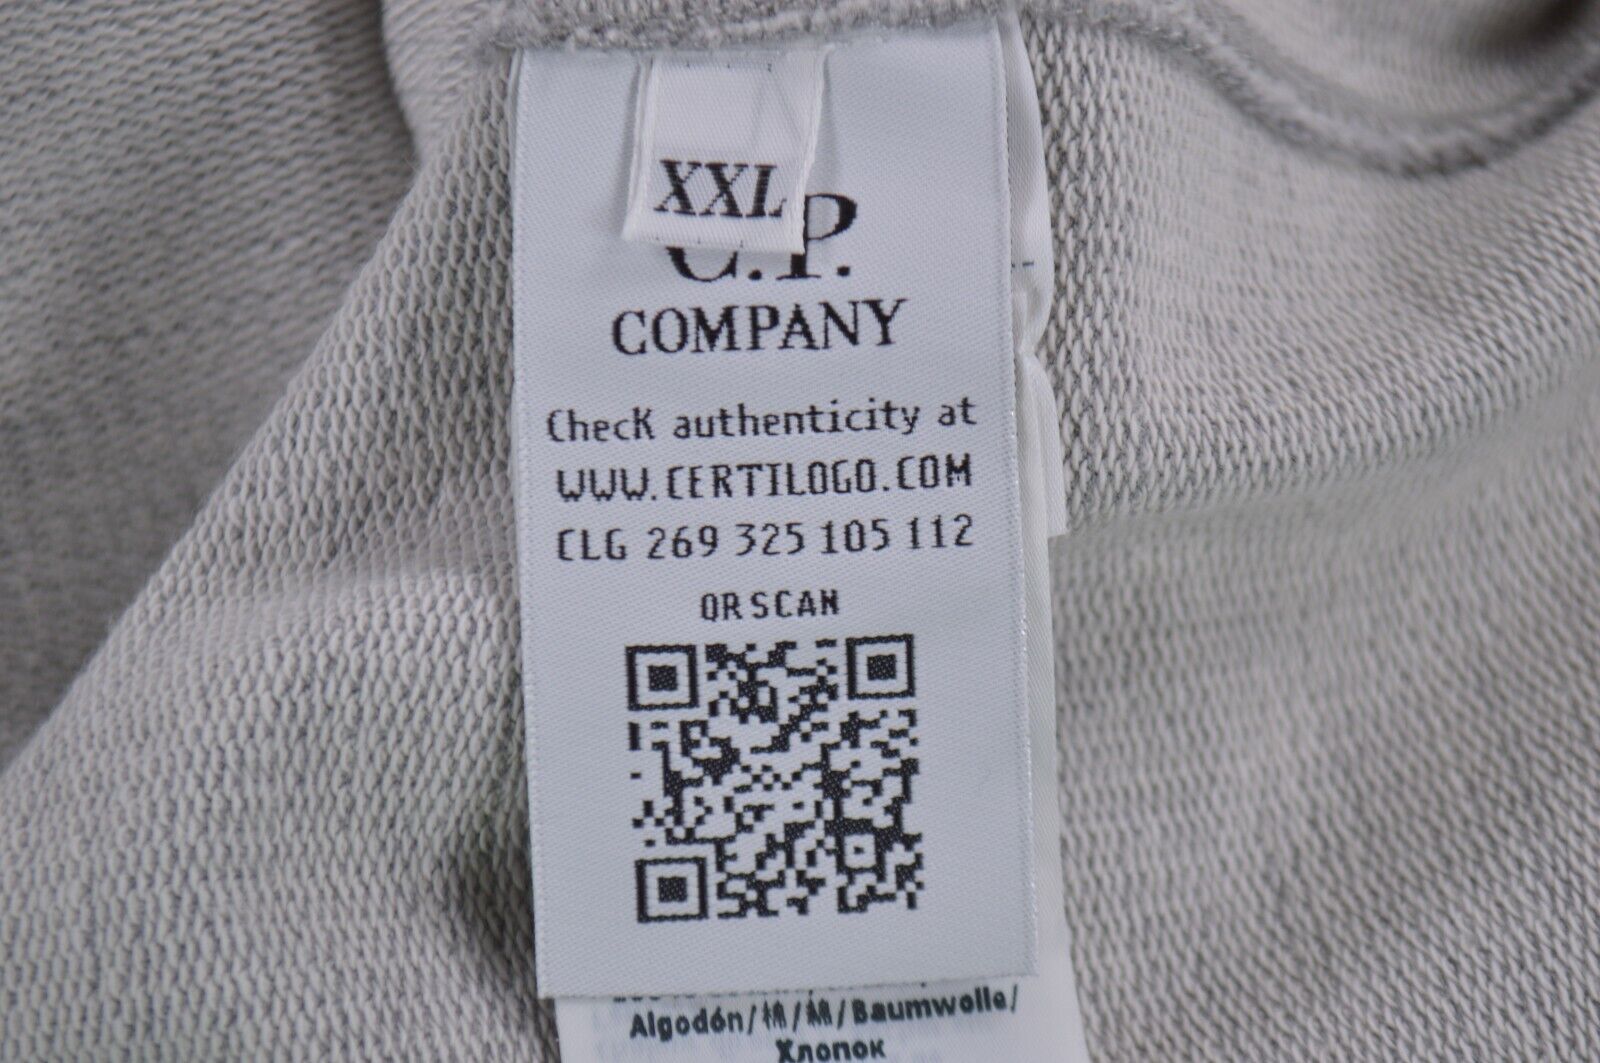 XXL
C.P.
COMPANY
Check authenticity at
WWW.CERTILOGO.COM
CLG 269 325 105 112
QR SCAN
Algodón/棉/綿/Baumwolle/
Хлопок